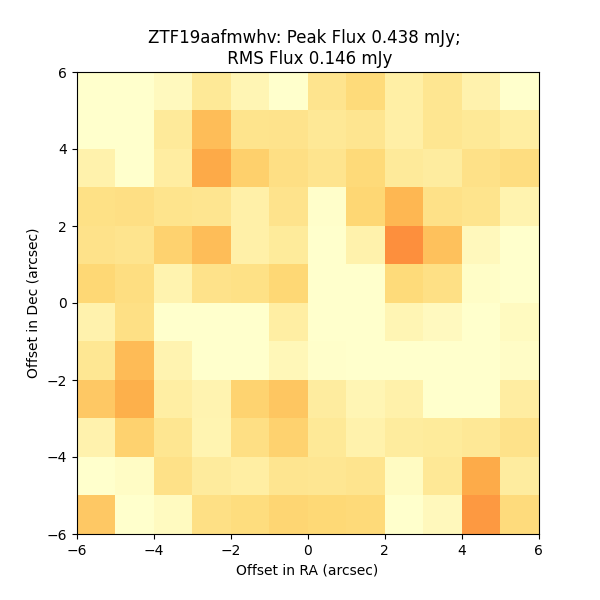 ZTF19aafmwhv: Peak Flux 0.438 mJy;
RMS Flux 0.146 mJy
6
4
2
0
−2
−4
−6
Offset in Dec (arcsec)
−6 −4 −2 0 2 4 6
Offset in RA (arcsec)